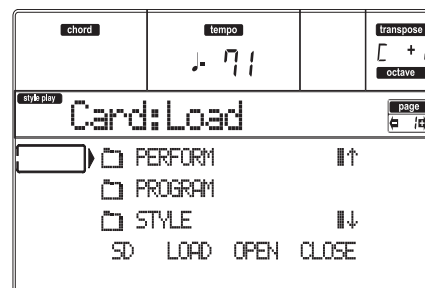 chord tempo transpose
♩. 71
octave
style play Card:Load page
PERFORM
PROGRAM
STYLE
SD LOAD OPEN CLOSE